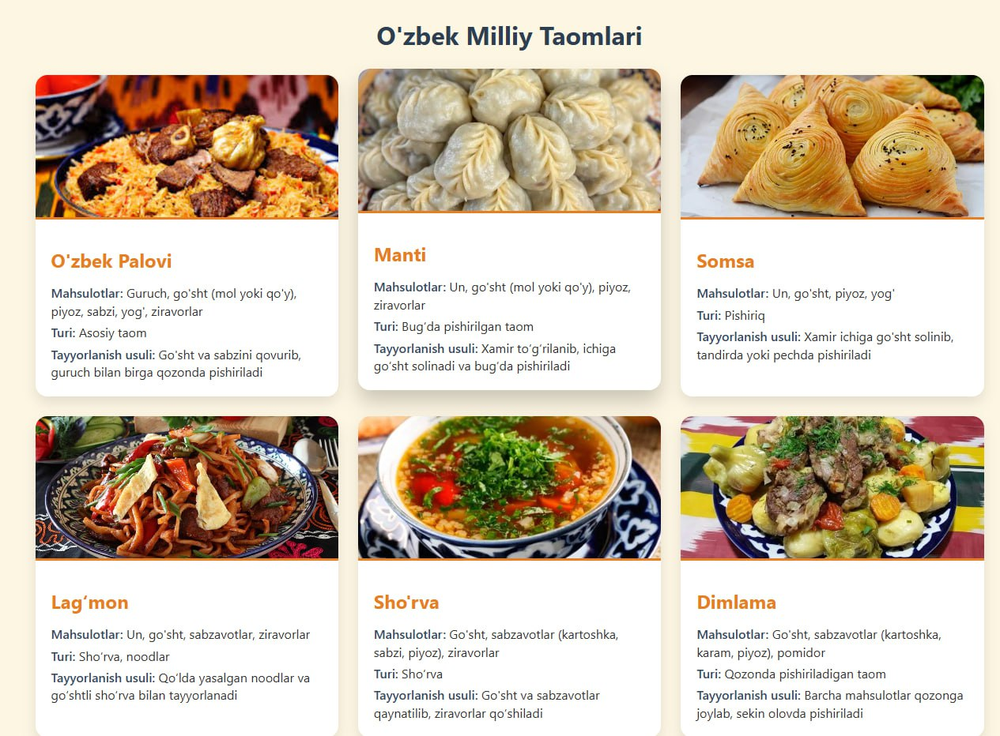 O'zbek Milliy Taomlari
O'zbek Palovi
Mahsulotlar: Guruch, go'sht (mol yoki qo'y),
piyoz, sabzi, yog', ziravorlar
Turi: Asosiy taom
Tayyorlanish usuli: Go'sht va sabzini qovurib,
guruch bilan birga qozonda pishiriladi
Manti
Mahsulotlar: Un, go'sht (mol yoki qo'y), piyoz,
ziravorlar
Turi: Bug‘da pishirilgan taom
Tayyorlanish usuli: Xamir to‘g‘rilanib, ichiga
go‘sht solinadi va bug‘da pishiriladi
Somsa
Mahsulotlar: Un, go'sht, piyoz, yog'
Turi: Pishiriq
Tayyorlanish usuli: Xamir ichiga go'sht solinib,
tandirda yoki pechda pishiriladi
Lag‘mon
Mahsulotlar: Un, go'sht, sabzavotlar, ziravorlar
Turi: Sho‘rva, noodlar
Tayyorlanish usuli: Qo‘lda yasalgan noodlar va
go‘shtli sho‘rva bilan tayyorlanadi
Sho'rva
Mahsulotlar: Go'sht, sabzavotlar (kartoshka,
sabzi, piyoz), ziravorlar
Turi: Sho‘rva
Tayyorlanish usuli: Go'sht va sabzavotlar
qaynatilib, ziravorlar qo‘shiladi
Dimlama
Mahsulotlar: Go'sht, sabzavotlar (kartoshka,
karam, piyoz), pomidor
Turi: Qozonda pishiriladigan taom
Tayyorlanish usuli: Barcha mahsulotlar qozonga
joylab, sekin olovda pishiriladi